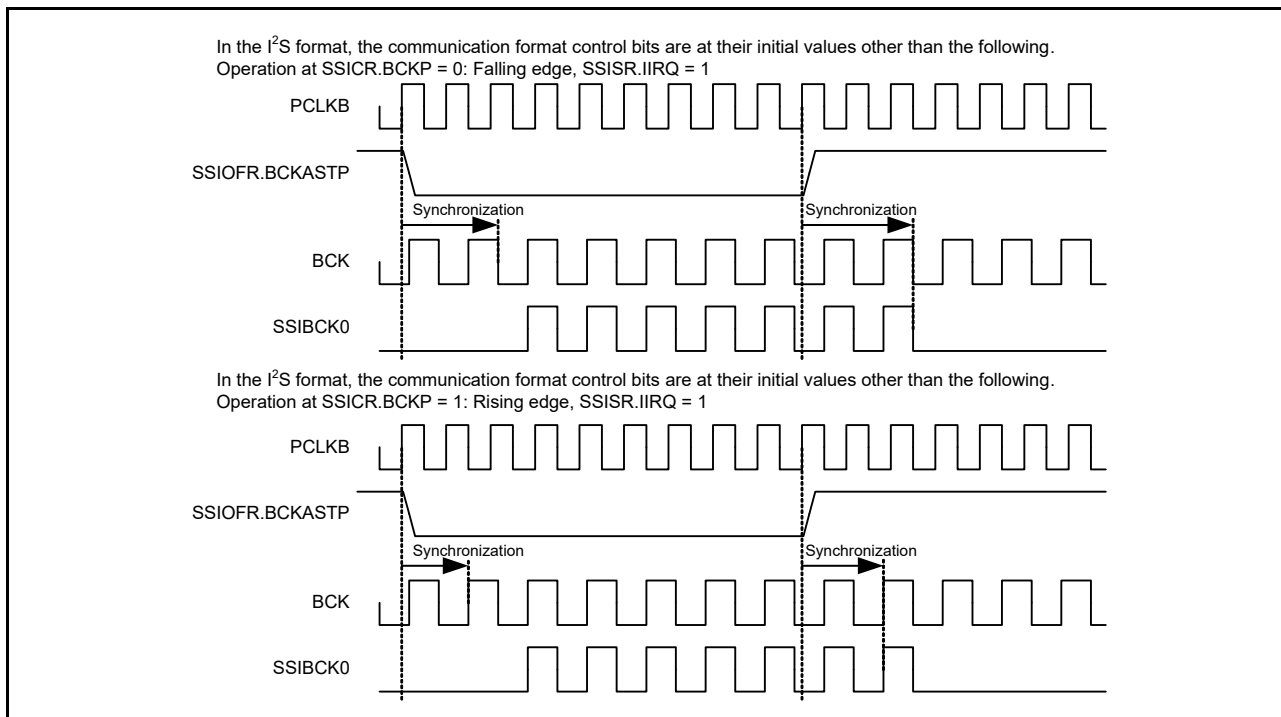 In the I²S format, the communication format control bits are at their initial values other than the following.
Operation at SSICR.BCKP = 0: Falling edge, SSISR.IIRQ = 1
PCLKB
SSIOFR.BCKASTP
Synchronization Synchronization
BCK
SSIBCK0
In the I²S format, the communication format control bits are at their initial values other than the following.
Operation at SSICR.BCKP = 1: Rising edge, SSISR.IIRQ = 1
PCLKB
SSIOFR.BCKASTP
Synchronization Synchronization
BCK
SSIBCK0